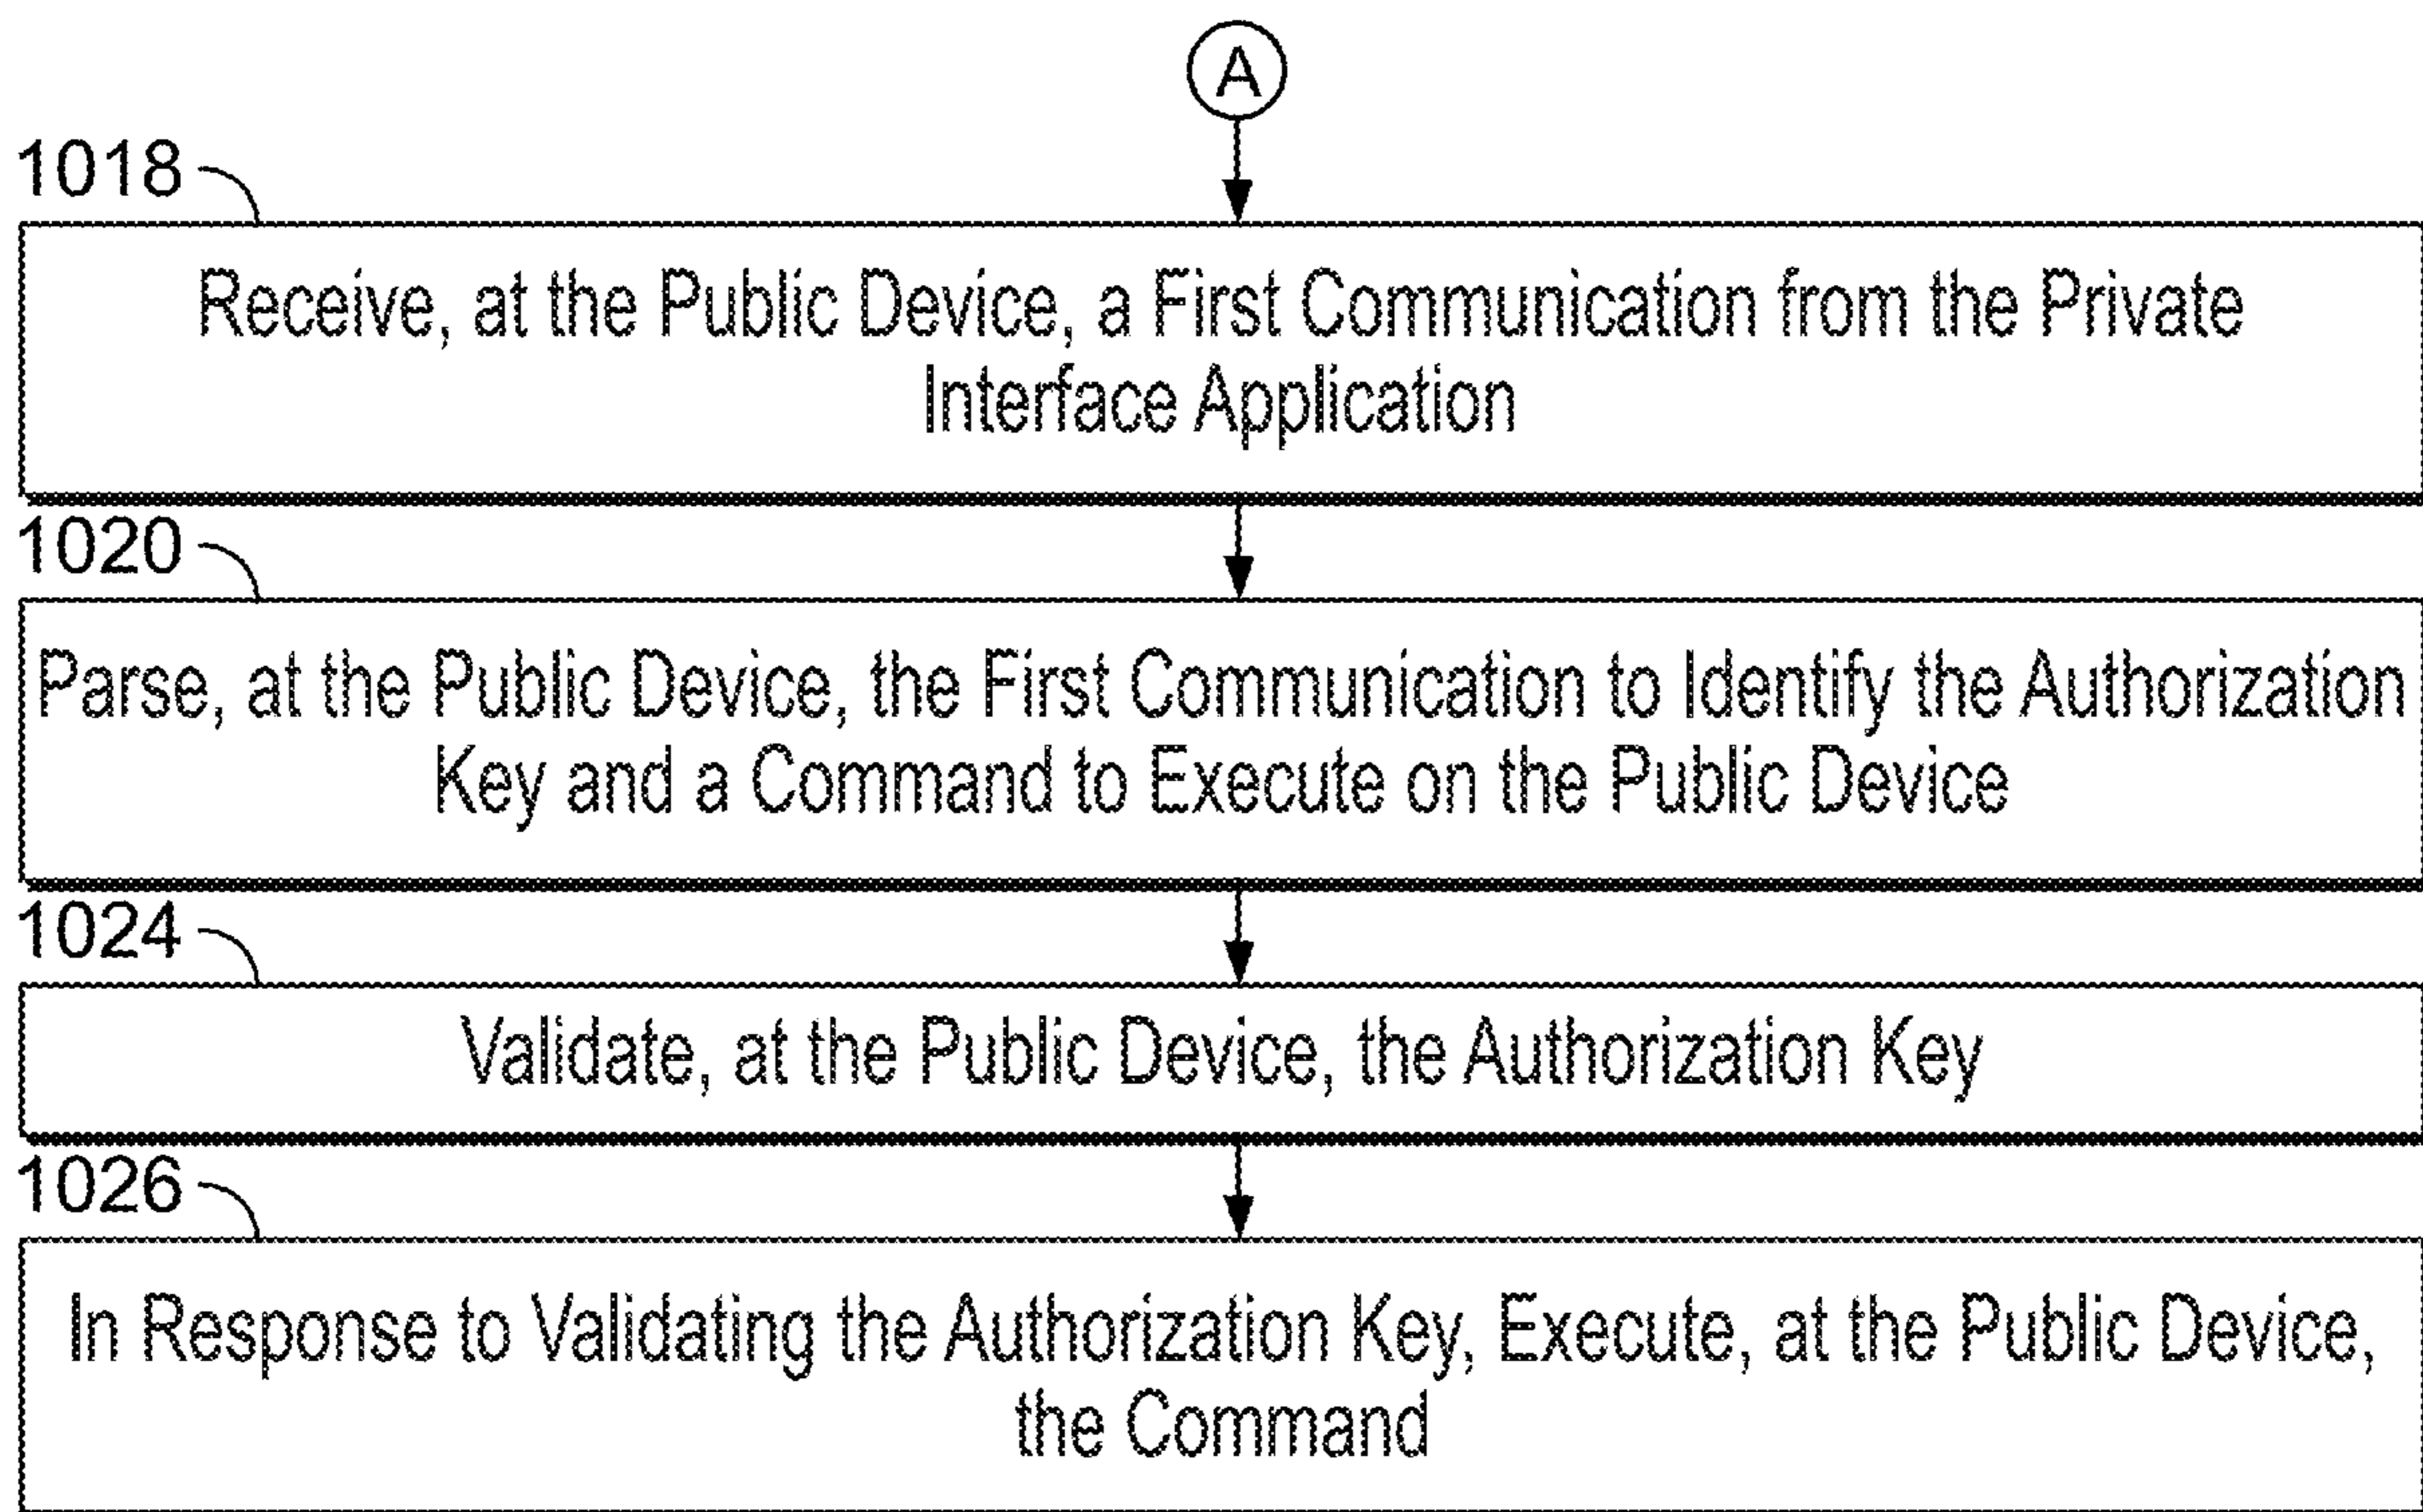 A
1018
Receive, at the Public Device, a First Communication from the Private
Interface Application
1020
Parse, at the Public Device, the First Communication to Identify the Authorization
Key and a Command to Execute on the Public Device
1024
Validate, at the Public Device, the Authorization Key
1026
In Response to Validating the Authorization Key, Execute, at the Public Device,
the Command